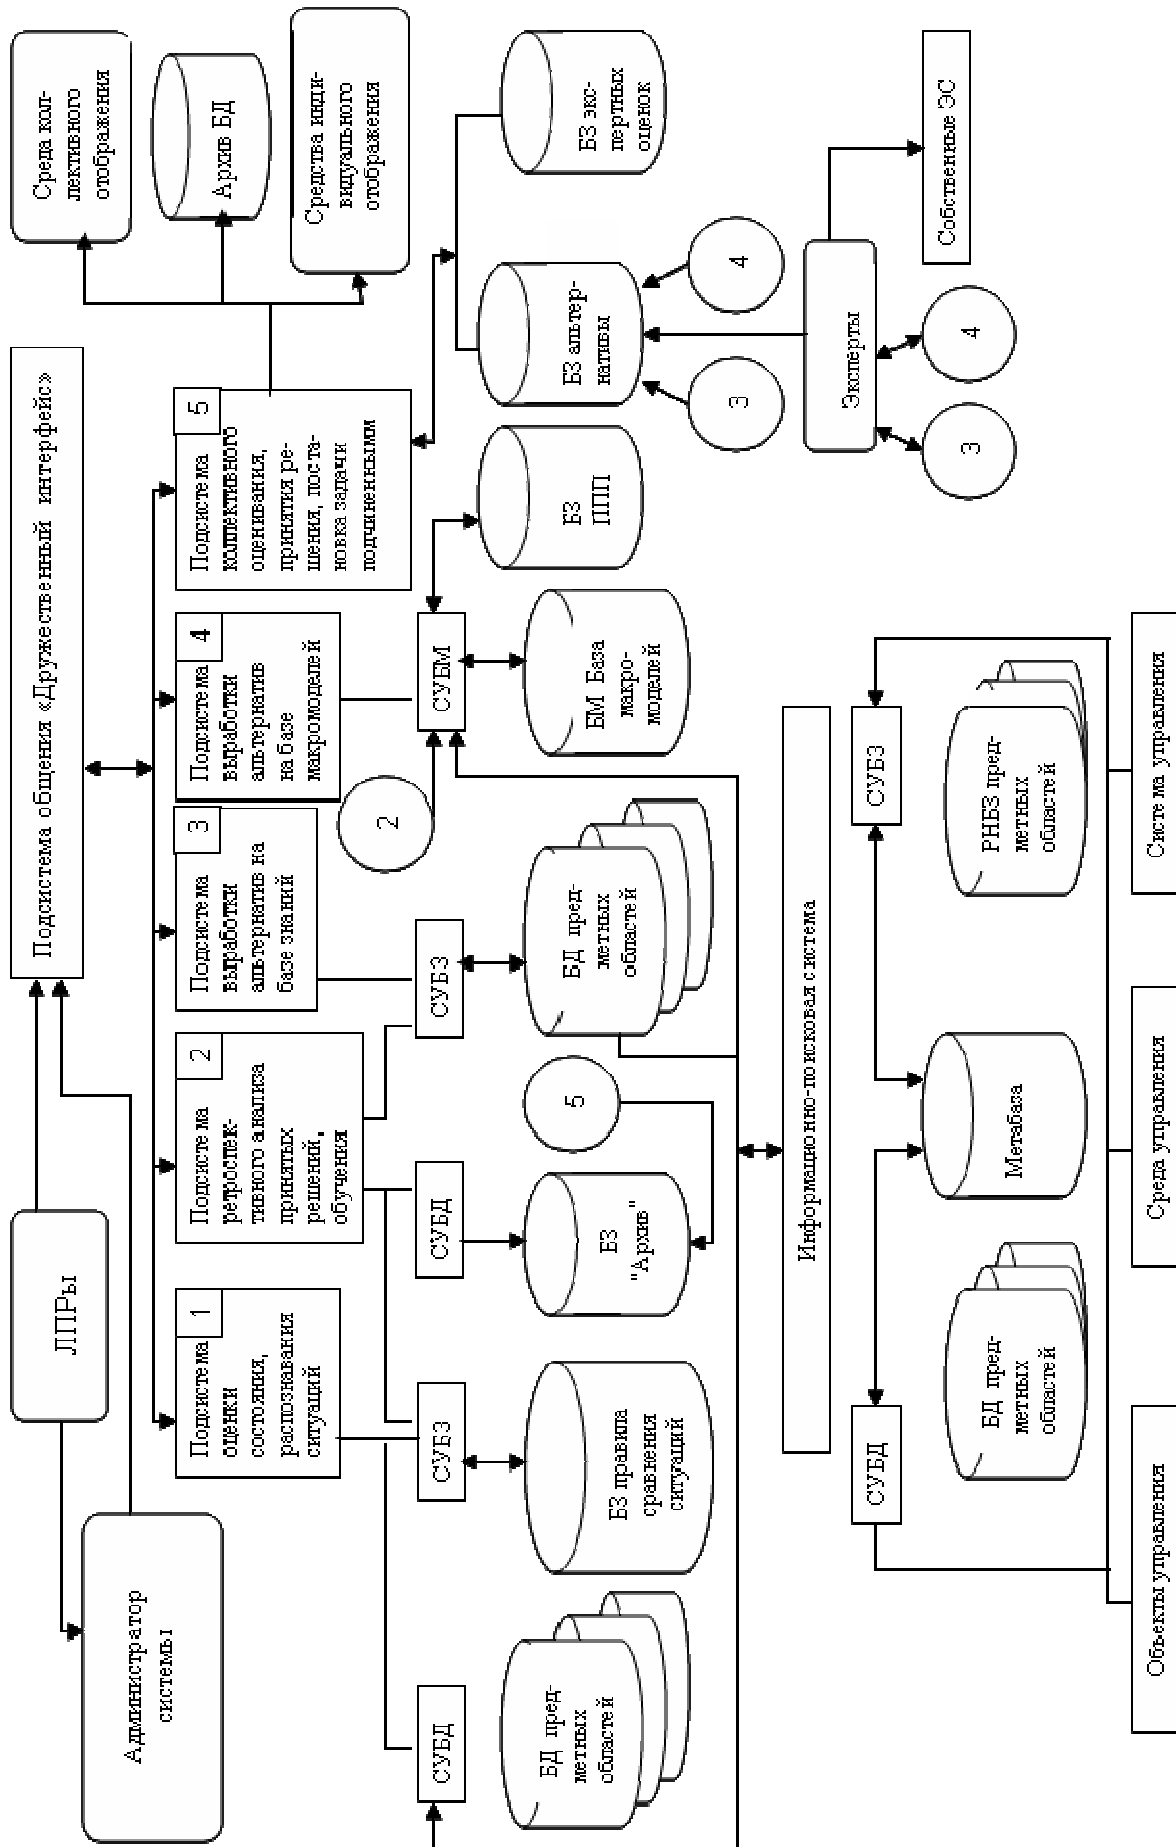 Администратор
системы
ЛПРы
Подсистема общения «Дружественный интерфейс»
Среда кол-
лективного
отображения
Архив БД
Средства инди-
видуального
отображения
Подсистема
оценки
состояния,
распознавания
ситуаций
1
Подсистема
ретроспек-
тивного анализа
принятых
решений,
обучения
2
Подсистема
выработки
альтернатив на
базе знаний
3
Подсистема
выработки
альтернатив
на базе
макромоделей
4
Подсистема
коллективного
оценивания,
принятия ре-
шения, поста-
новка задачи
подчиненнымм
5
2
СУБД
СУБЗ
СУБД
СУБЗ
СУБМ
БЗ
ППП
БЗ альтер-
нативы
БЗ экс-
пертных
оценок
БД пред-
метных
областей
БЗ правила
сравнения
ситуаций
БЗ
"Архив"
5
БД пред-
метных
областей
БМ База
макро-
моделей
3
4
Информационно-поисковая система
Эксперты
Собственные ЭС
3
4
СУБД
СУБЗ
БД пред-
метных
областей
Метабаза
РНБЗ пред-
метных
областей
Объекты управления
Среда управления
Система управления